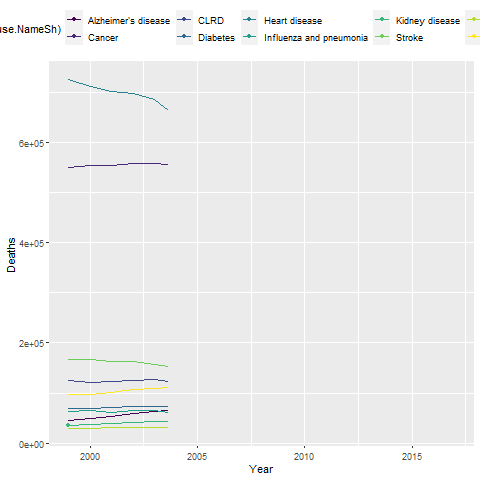 use.NameSh)
Alzheimer's disease
CLRD
Heart disease
Kidney disease
Cancer
Diabetes
Influenza and pneumonia
Stroke
6e+05
4e+05
2e+05
0e+00
Deaths
2000
2005
2010
2015
Year